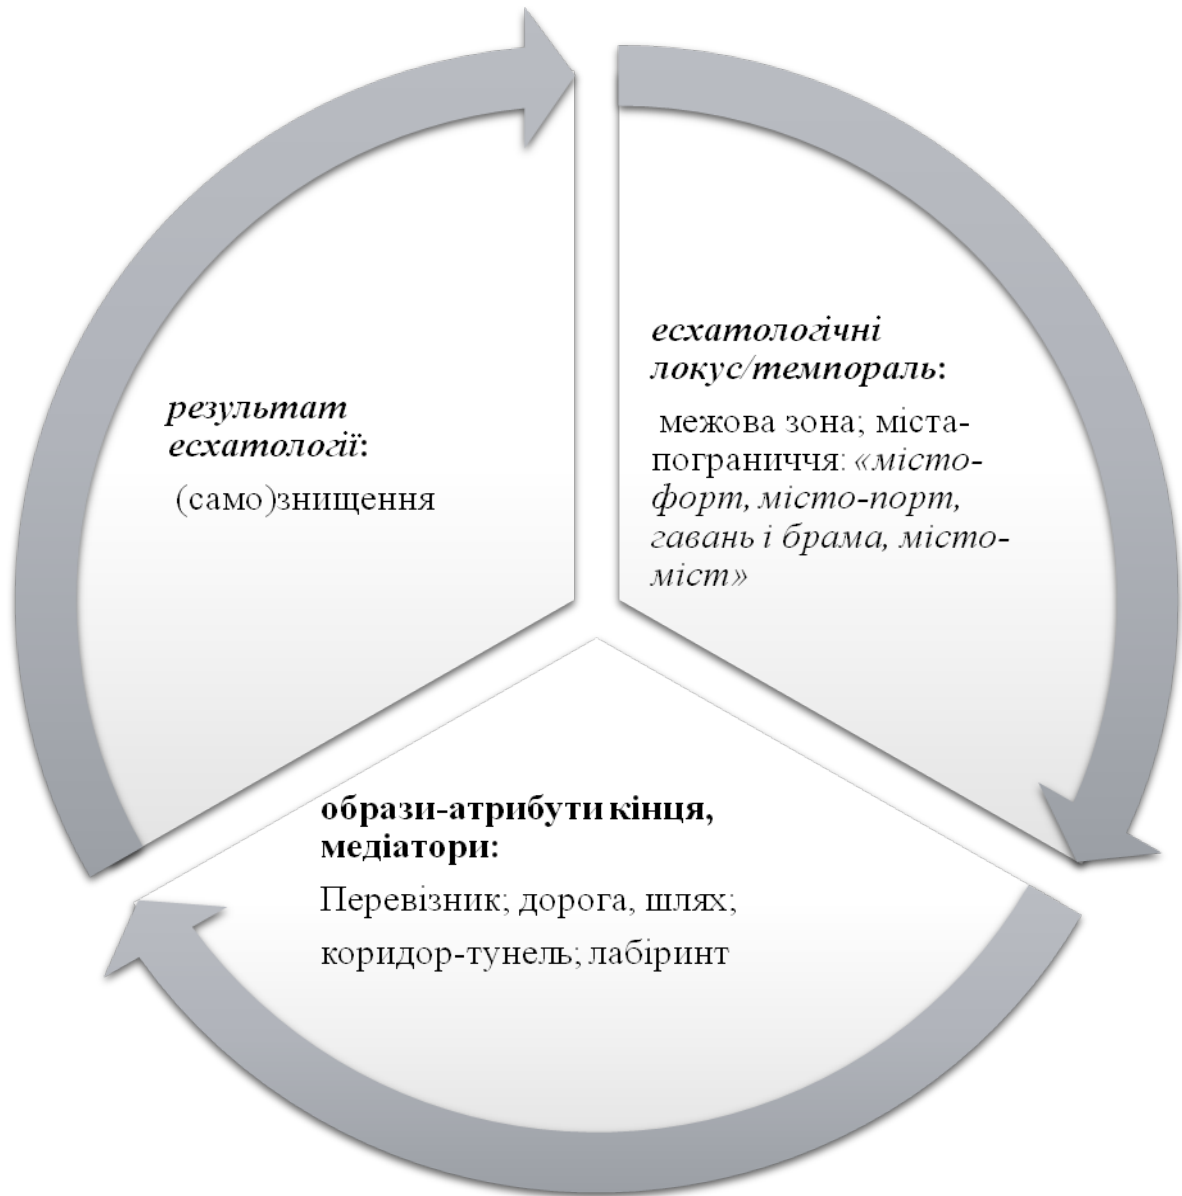 есхатологічні
локус/темпораль:
межова зона; міста-
пограниччя: «місто-
форт, місто-порт,
гавань і брама, місто-
міст»
образи-атрибути кінця,
медіатори:
Перевізник; дорога, шлях;
коридор-тунель; лабіринт
результат
есхатології:
(само)знищення